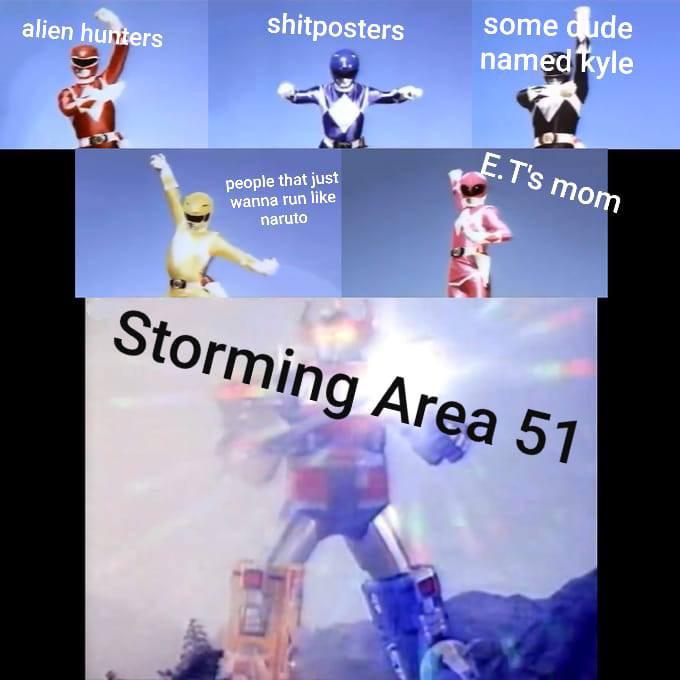 alien hunters
shitposters
some dude
named kyle
people that just
wanna run like
naruto
E.T's mom
Storming Area 51